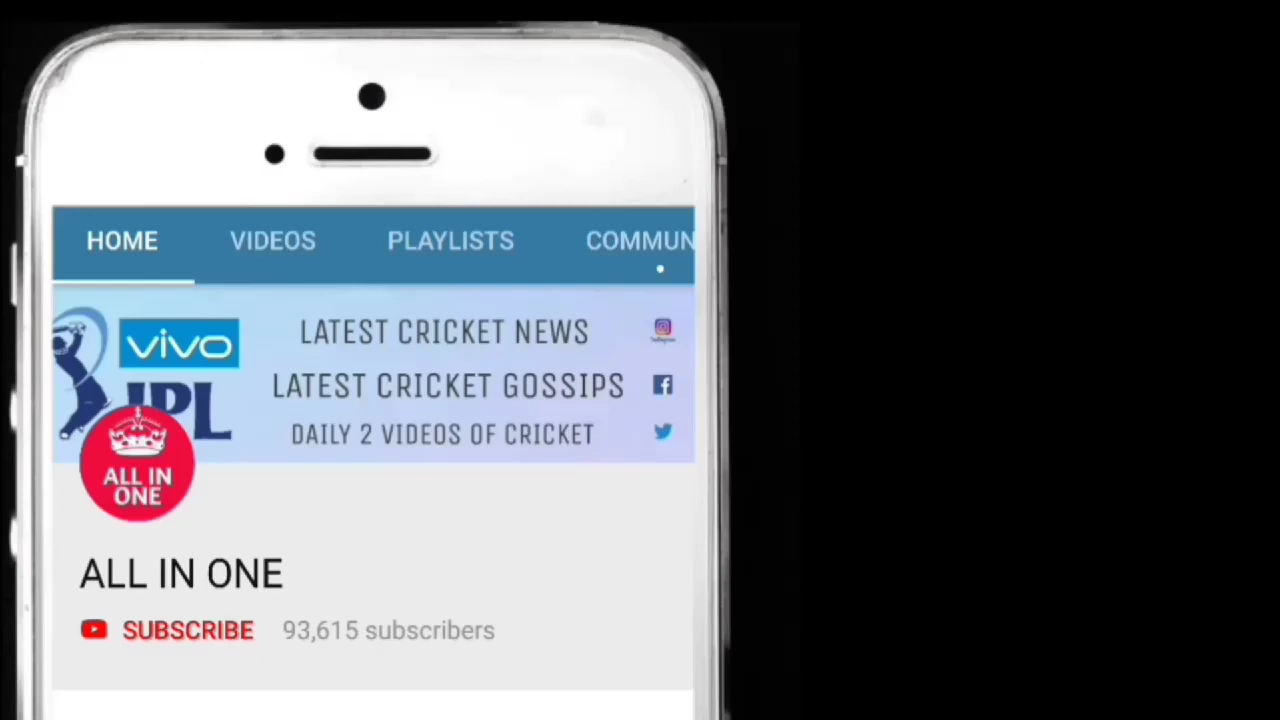 HOME VIDEOS PLAYLISTS COMMUN
vivo
IPL
LATEST CRICKET NEWS
LATEST CRICKET GOSSIPS
DAILY 2 VIDEOS OF CRICKET
ALL IN
ONE
ALL IN ONE
SUBSCRIBE 93,615 subscribers